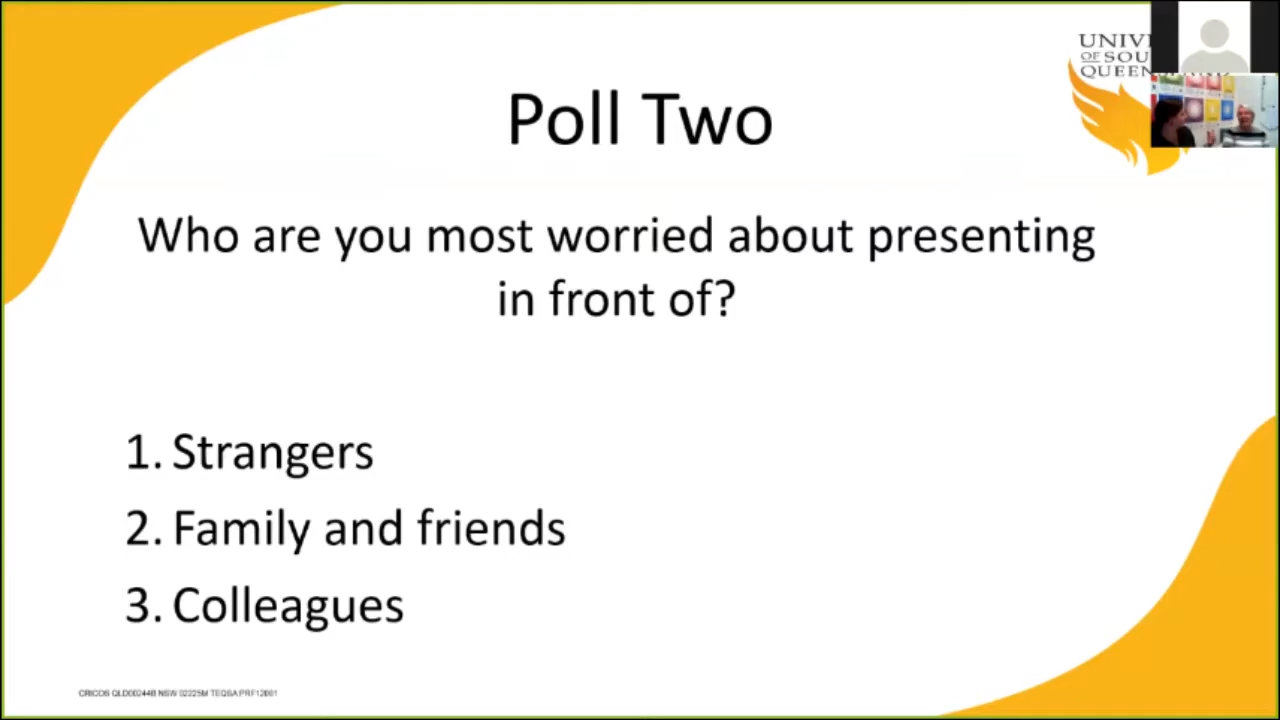 UNIV
OF SOU
QUEEN
Poll Two
Who are you most worried about presenting
in front of?
1. Strangers
2. Family and friends
3. Colleagues
CRICOS QLD00244B NSW 02225M TEQSA:PRF12081